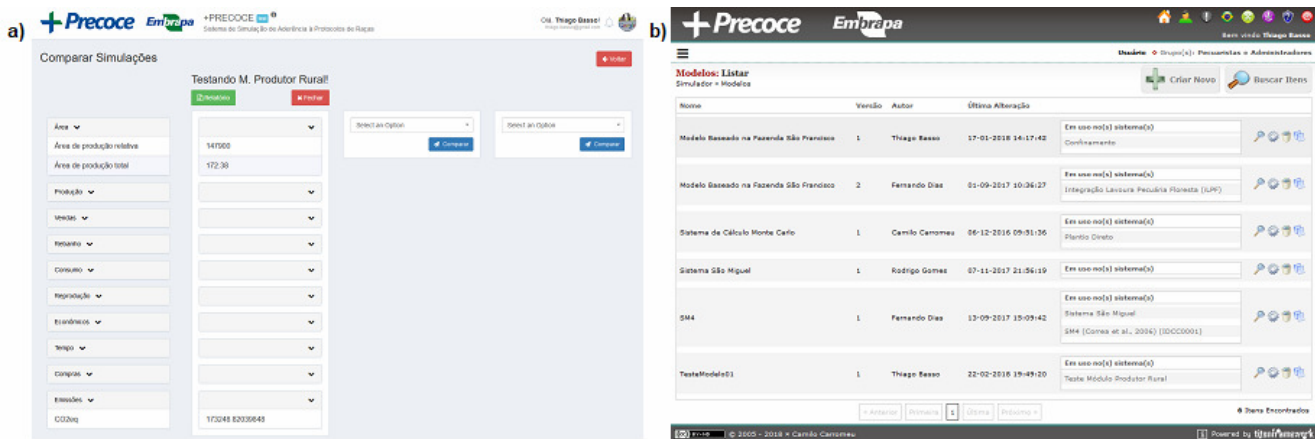 a)
+Precoce Embrapa
+PRECOCE
Sistema de Simulação de Aderência à Protocolos de Raças
Olá, Thiago Basso!
Comparar Simulações
Voltar
Testando M. Produtor Rural!
Relatório
Fechar
Select an Option
Comparar
Select an Option
Comparar
Área
Área de produção relativa 147900
Área de produção total 172.38
Produção
Vendas
Rebanho
Consumo
Reprodução
Econômicos
Tempo
Compras
Emissões
CO2eq 173248.82039848
b)
+Precoce Embrapa
Bem vindo Thiago Basso
Usuário Grupo(s): Pecuaristas e Administradores
Modelos: Listar
Simulador » Modelos
Criar Novo
Buscar Itens
Nome Versão Autor Última Alteração
Modelo Baseado na Fazenda São Francisco 1 Thiago Basso 17-01-2018 14:17:42
Em uso no(s) sistema(s)
Confinamento
Modelo Baseado na Fazenda São Francisco 2 Fernando Dias 01-09-2017 10:36:27
Em uso no(s) sistema(s)
Integração Lavoura Pecuária Floresta (ILPF)
Sistema de Cálculo Monte Carlo 1 Camilo Carromeu 06-12-2016 09:51:36
Em uso no(s) sistema(s)
Plantio Direto
Sistema São Miguel 1 Rodrigo Gomes 07-11-2017 21:56:19
Em uso no(s) sistema(s)
SM4 1 Fernando Dias 13-09-2017 15:09:42
Em uso no(s) sistema(s)
Sistema São Miguel
SM4 (Correa et al., 2006) (IDCC0001)
TesteModelo01 1 Thiago Basso 22-02-2018 19:49:20
Em uso no(s) sistema(s)
Teste Módulo Produtor Rural
« Anterior Primeira 1 Última Próximo »
6 Itens Encontrados
© 2005 - 2018 » Camilo Carromeu
Powered by titanframework